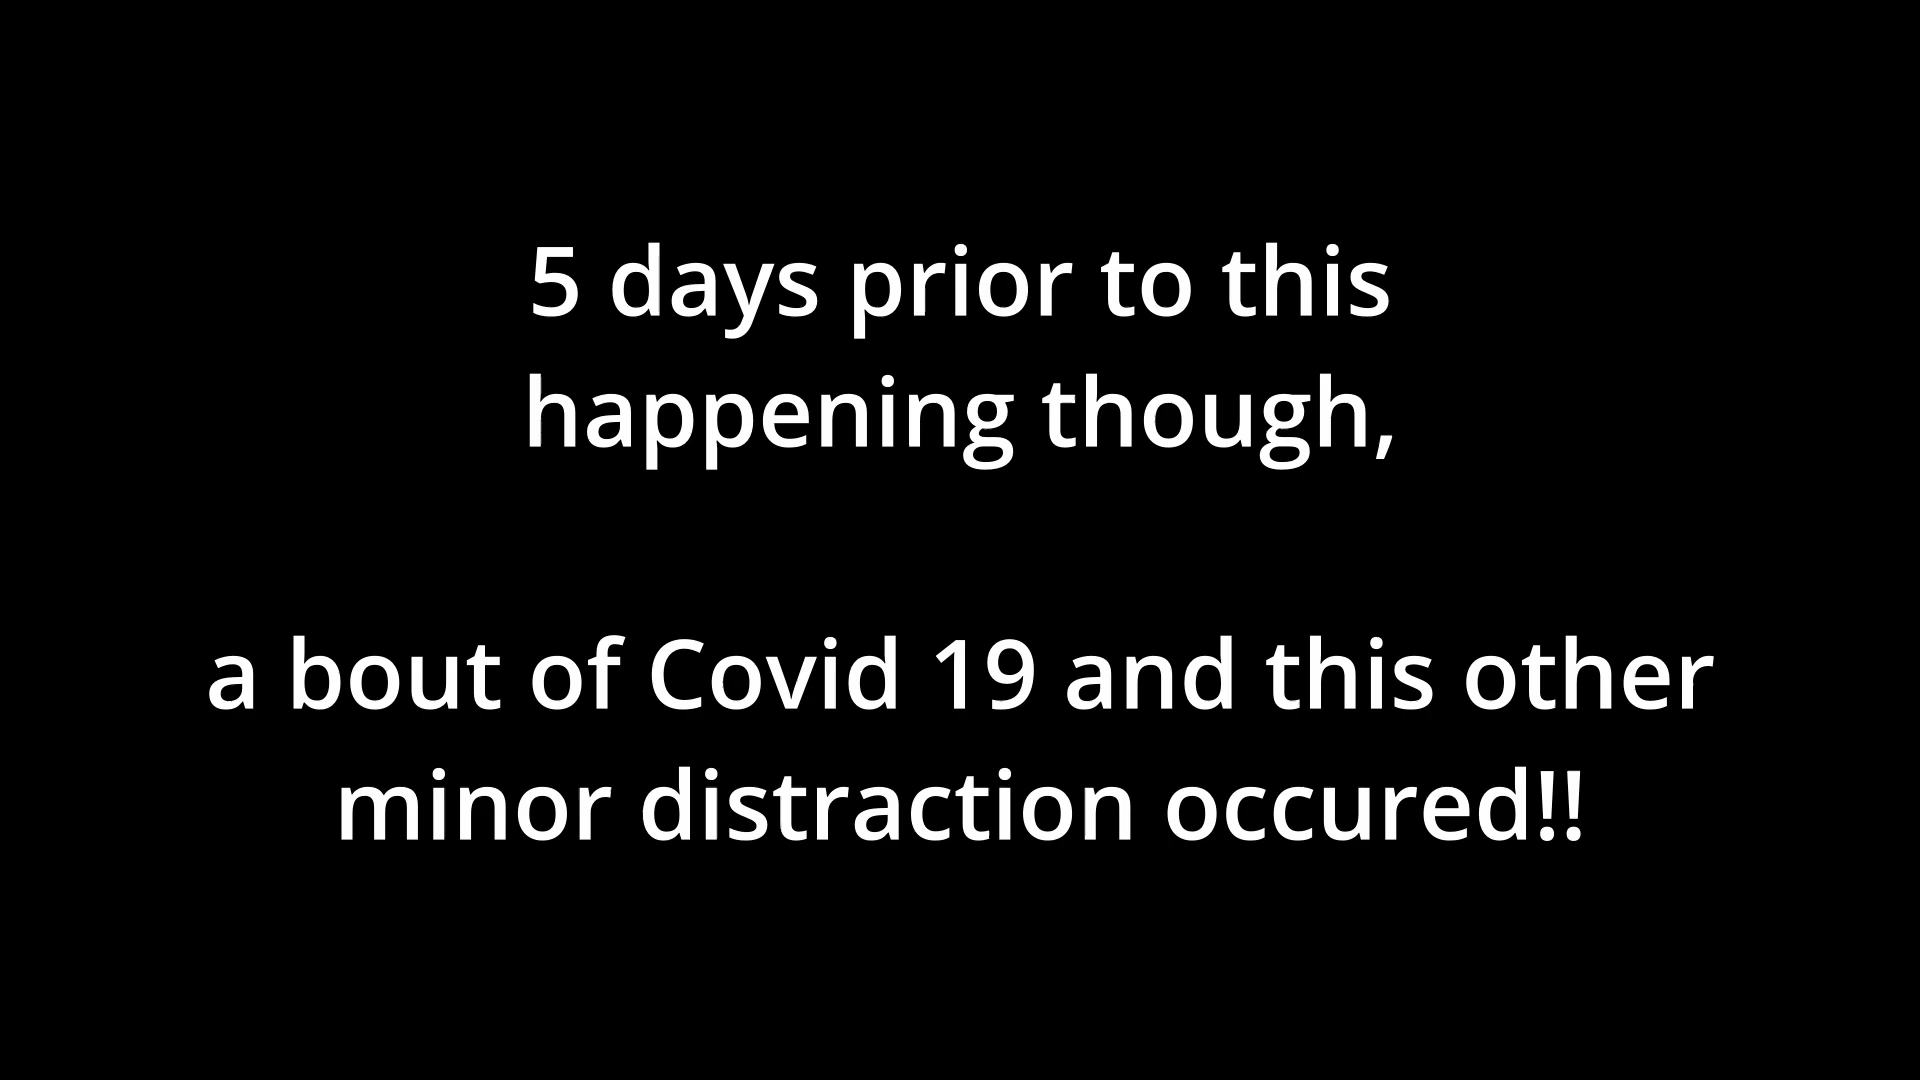 5 days prior to this
happening though,
a bout of Covid 19 and this other
minor distraction occured!!